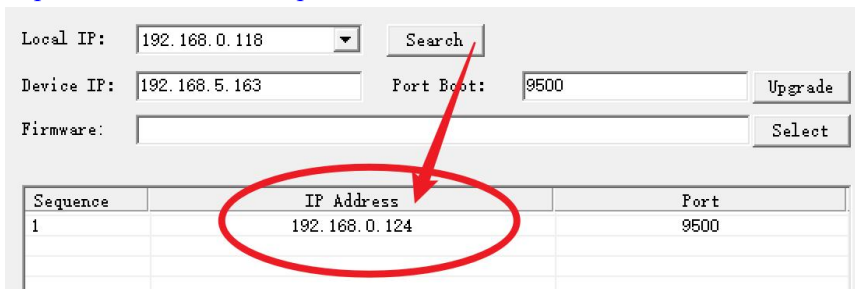 Local IP: 192.168.0.118 Search
Device IP: 192.168.5.163 Port Boot: 9500 Upgrade
Firmware: Select
Sequence IP Address Port
1 192.168.0.124 9500